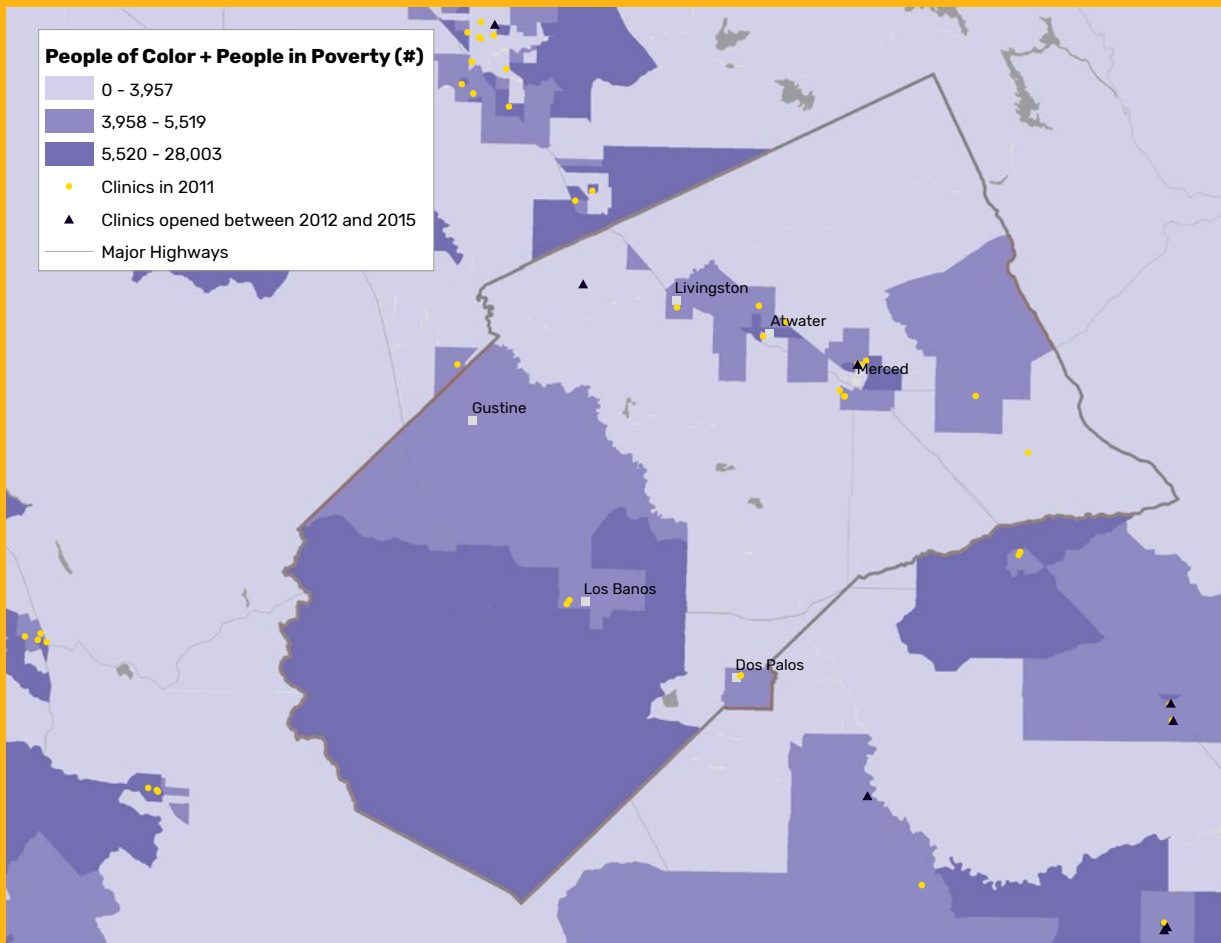 People of Color + People in Poverty (#)
0 - 3,957
3,958 - 5,519
5,520 - 28,003
Clinics in 2011
Clinics opened between 2012 and 2015
Major Highways
Livingston
Atwater
Merced
Gustine
Los Banos
Dos Palos